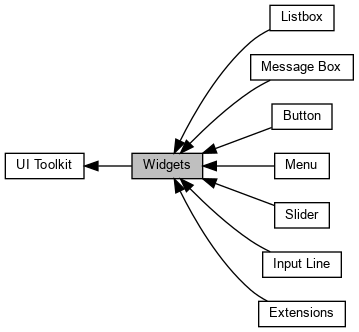 Listbox
Message Box
Button
UI Toolkit
Widgets
Menu
Slider
Input Line
Extensions